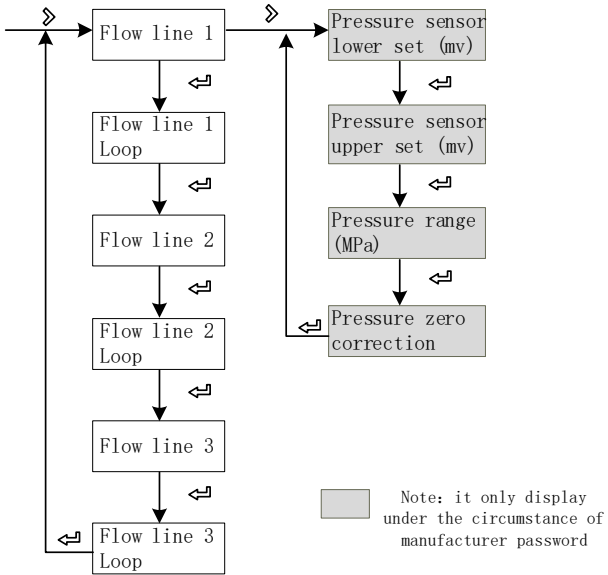 Flow line 1
Flow line 1
Loop
Flow line 2
Flow line 2
Loop
Flow line 3
Flow line 3
Loop
Pressure sensor
lower set (mv)
Pressure sensor
upper set (mv)
Pressure range
(MPa)
Pressure zero
correction
Note: it only display
under the circumstance of
manufacturer password